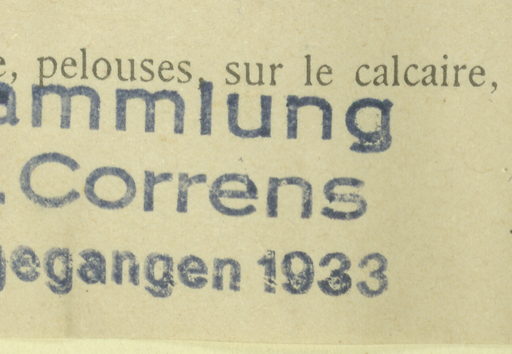 e, pelouses, sur le calcaire,
ammlung
. Correns
gegangen 1933